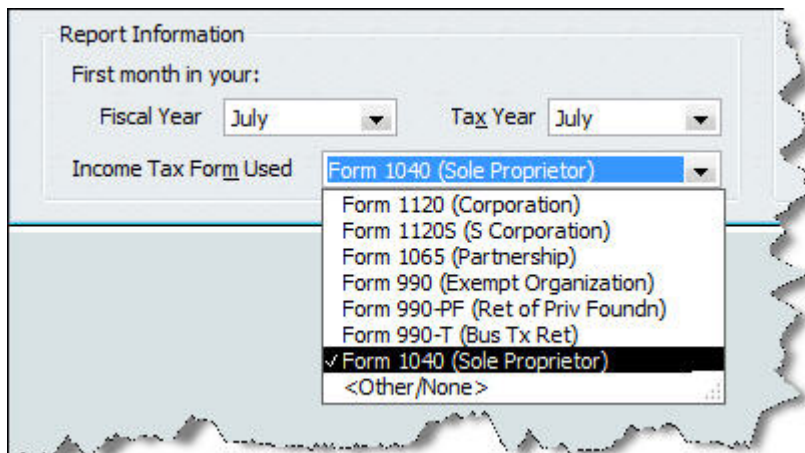 Report Information
First month in your:
Fiscal Year July Tax Year July
Income Tax Form Used Form 1040 (Sole Proprietor)
Form 1120 (Corporation)
Form 1120S (S Corporation)
Form 1065 (Partnership)
Form 990 (Exempt Organization)
Form 990-PF (Ret of Priv Foundn)
Form 990-T (Bus Tx Ret)
✓Form 1040 (Sole Proprietor)
<Other/None>